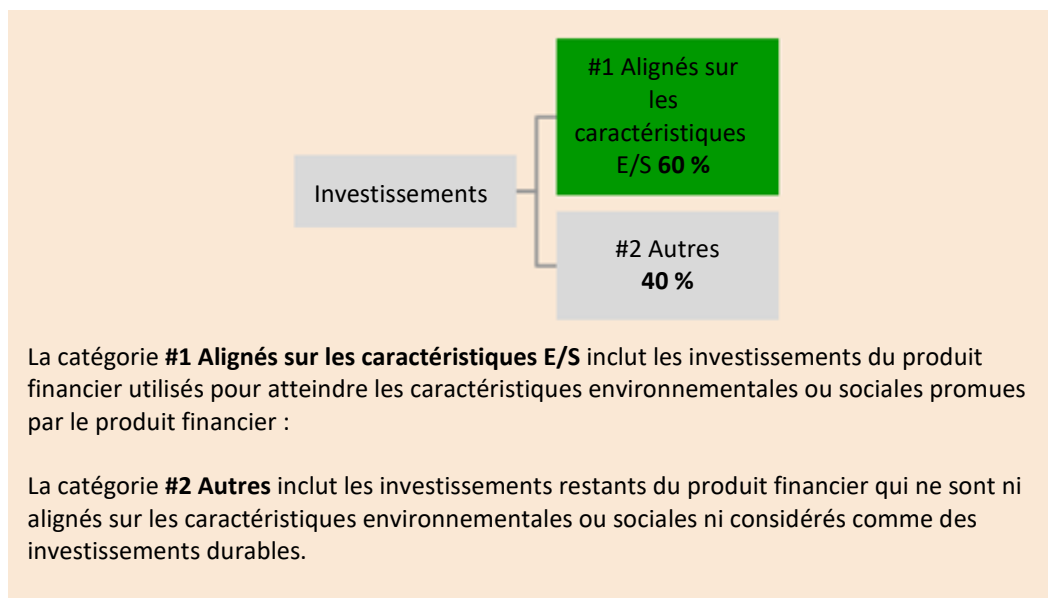 #1 Alignés sur
les
caractéristiques
E/S 60 %
Investissements
#2 Autres
40 %
La catégorie #1 Alignés sur les caractéristiques E/S inclut les investissements du produit
financier utilisés pour atteindre les caractéristiques environnementales ou sociales promues
par le produit financier :
La catégorie #2 Autres inclut les investissements restants du produit financier qui ne sont ni
alignés sur les caractéristiques environnementales ou sociales ni considérés comme des
investissements durables.